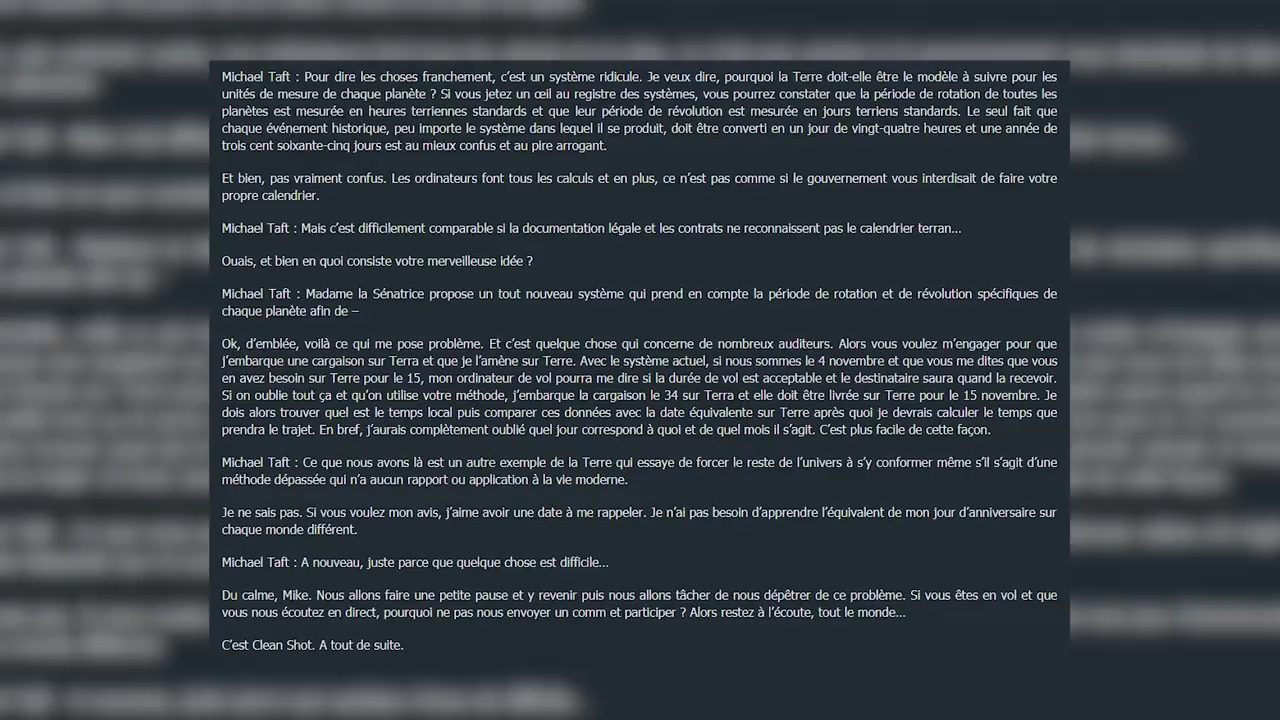 Michael Taft : Pour dire les choses franchement, c'est un système ridicule. Je veux dire, pourquoi la Terre doit-elle être le modèle à suivre pour les
unités de mesure de chaque planète ? Si vous jetez un œil au registre des systèmes, vous pourrez constater que la période de rotation de toutes les
planètes est mesurée en heures terriennes standards et que leur période de révolution est mesurée en jours terriens standards. Le seul fait que
chaque événement historique, peu importe le système dans lequel il se produit, doit être converti en un jour de vingt-quatre heures et une année de
trois cent soixante-cinq jours est au mieux confus et au pire arrogant.
Et bien, pas vraiment confus. Les ordinateurs font tous les calculs et en plus, ce n'est pas comme si le gouvernement vous interdisait de faire votre
propre calendrier.
Michael Taft : Mais c'est difficilement comparable si la documentation légale et les contrats ne reconnaissent pas le calendrier terran…
Ouais, et bien en quoi consiste votre merveilleuse idée ?
Michael Taft : Madame la Sénatrice propose un tout nouveau système qui prend en compte la période de rotation et de révolution spécifiques de
chaque planète afin de –
Ok, d'emblée, voilà ce qui me pose problème. Et c'est quelque chose qui concerne de nombreux auditeurs. Alors vous voulez m'engager pour que
j'embarque une cargaison sur Terra et que je l'amène sur Terre. Avec le système actuel, si nous sommes le 4 novembre et que vous me dites que vous
en avez besoin sur Terre pour le 15, mon ordinateur de vol pourra me dire si la durée de vol est acceptable et le destinataire saura quand la recevoir.
Si on oublie tout ça et qu'on utilise votre méthode, j'embarque la cargaison le 34 sur Terra et elle doit être livrée sur Terre pour le 15 novembre. Je
dois alors trouver quel est le temps local puis comparer ces données avec la date équivalente sur Terre après quoi je devrais calculer le temps que
prendra le trajet. En bref, j'aurais complètement oublié quel jour correspond à quoi et de quel mois il s'agit. C'est plus facile de cette façon.
Michael Taft : Ce que nous avons là est un autre exemple de la Terre qui essaye de forcer le reste de l'univers à s'y conformer même s'il s'agit d'une
méthode dépassée qui n'a aucun rapport ou application à la vie moderne.
Je ne sais pas. Si vous voulez mon avis, j'aime avoir une date à me rappeler. Je n'ai pas besoin d'apprendre l'équivalent de mon jour d'anniversaire sur
chaque monde différent.
Michael Taft : A nouveau, juste parce que quelque chose est difficile…
Du calme, Mike. Nous allons faire une petite pause et y revenir puis nous allons tâcher de nous dépêtrer de ce problème. Si vous êtes en vol et que
vous nous écoutez en direct, pourquoi ne pas nous envoyer un comm et participer ? Alors restez à l'écoute, tout le monde…
C'est Clean Shot. A tout de suite.